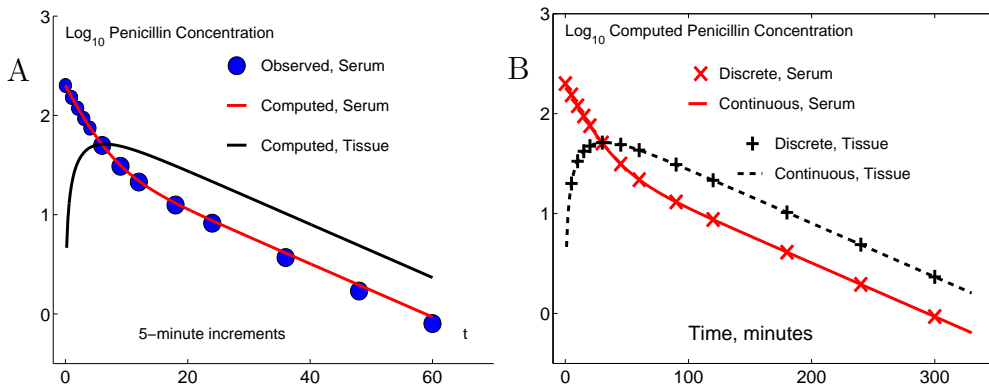 A
Log10 Penicillin Concentration
Observed, Serum
Computed, Serum
Computed, Tissue
3
2
1
0
5−minute increments
t
0
20
40
60
B
Log10 Computed Penicillin Concentration
Discrete, Serum
Continuous, Serum
Discrete, Tissue
Continuous, Tissue
3
2
1
0
Time, minutes
0
100
200
300